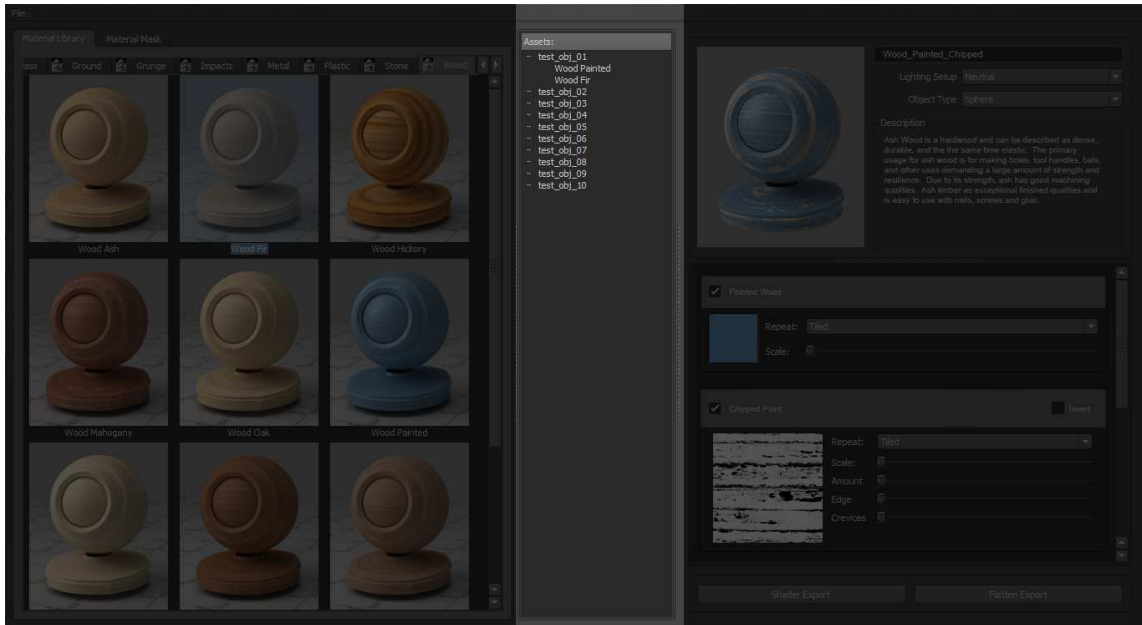 File
Material Library
Material Mask
lass
Ground
Grunge
Impacts
Metal
Plastic
Stone
Wood
Wood Ash
Wood Fir
Wood Hickory
Wood Mahogany
Wood Oak
Wood Painted
Assets:
test_obj_01
Wood Painted
Wood Fir
test_obj_02
test_obj_03
test_obj_04
test_obj_05
test_obj_06
test_obj_07
test_obj_08
test_obj_09
test_obj_10
Wood_Painted_Chipped
Lighting Setup Neutral
Object Type Sphere
Description
Ash Wood is a hardwood and can be described as dense,
durable, and the the same time elastic. The primary
usage for ash wood is for making bows, tool handles, bats,
and other uses demanding a large amount of strength and
resilience. Due to its strength, ash has good machining
qualities. Ash timber as exceptional finished qualities and
is easy to use with nails, screws and glue.
Painted Wood
Repeat: Tiled
Scale:
Chipped Paint
Invert
Repeat: Tiled
Scale:
Amount
Edge
Crevices
Shader Export
Flatten Export